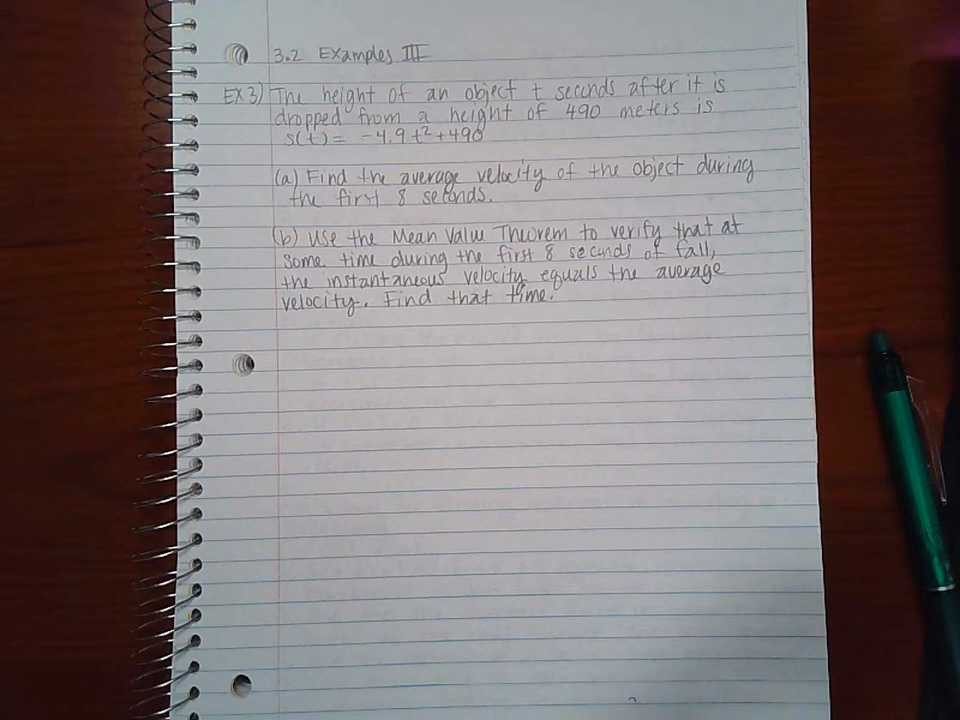 3.2 Examples III
EX 3) The height of an object t seconds after it is
dropped from a height of 490 meters is
s(t) = -4.9t²+490
(a) Find the average velocity of the object during
the first 8 seconds.
(b) Use the Mean Value Theorem to verify that at
some time during the first 8 seconds of fall,
the instantaneous velocity equals the average
velocity. Find that time.